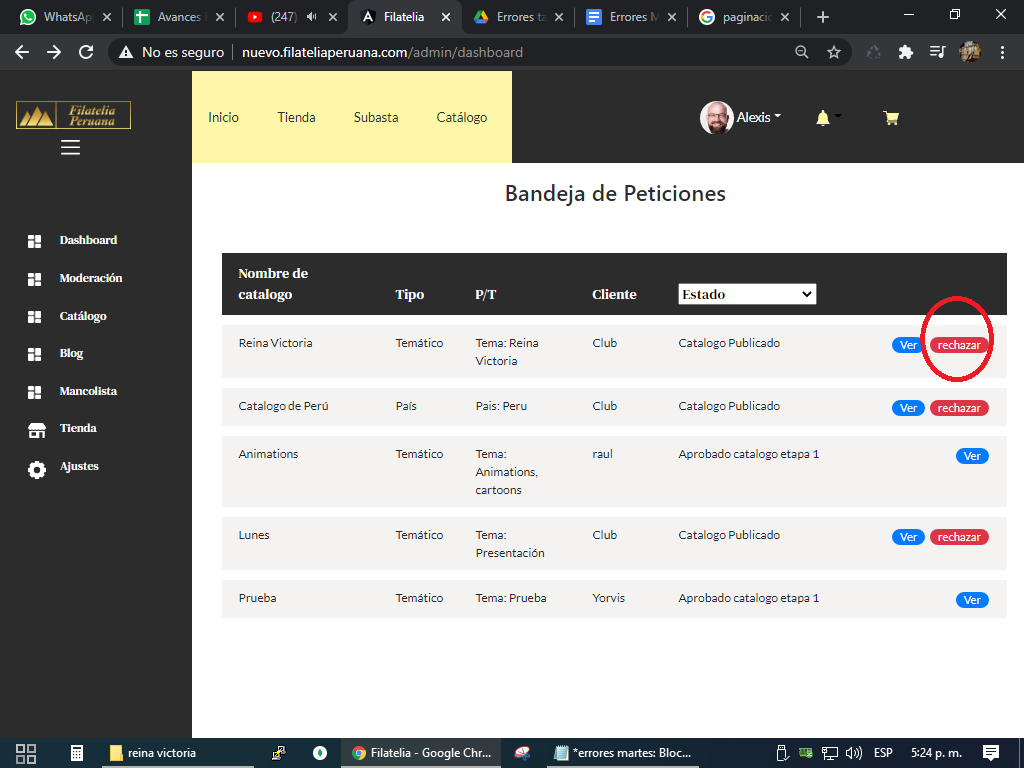 WhatsAp
Avances
(247)
Filatelia
Errores ta
Errores M
paginacio
No es seguro
nuevo.filateliaperuana.com/admin/dashboard
Filatelia
Peruana
Inicio
Tienda
Subasta
Catálogo
Alexis
Bandeja de Peticiones
Dashboard
Moderación
Catálogo
Blog
Mancolista
Tienda
Ajustes
Nombre de
catalogo
Tipo
P/T
Cliente
Estado
Reina Victoria
Temático
Tema: Reina
Victoria
Club
Catalogo Publicado
Ver
rechazar
Catalogo de Perú
País
Pais: Peru
Club
Catalogo Publicado
Ver
rechazar
Animations
Temático
Tema:
Animations,
cartoons
raul
Aprobado catalogo etapa 1
Ver
Lunes
Temático
Tema:
Presentación
Club
Catalogo Publicado
Ver
rechazar
Prueba
Temático
Tema: Prueba
Yorvis
Aprobado catalogo etapa 1
Ver
reina victoria
Filatelia - Google Chr...
*errores martes: Bloc...
ESP
5:24 p. m.